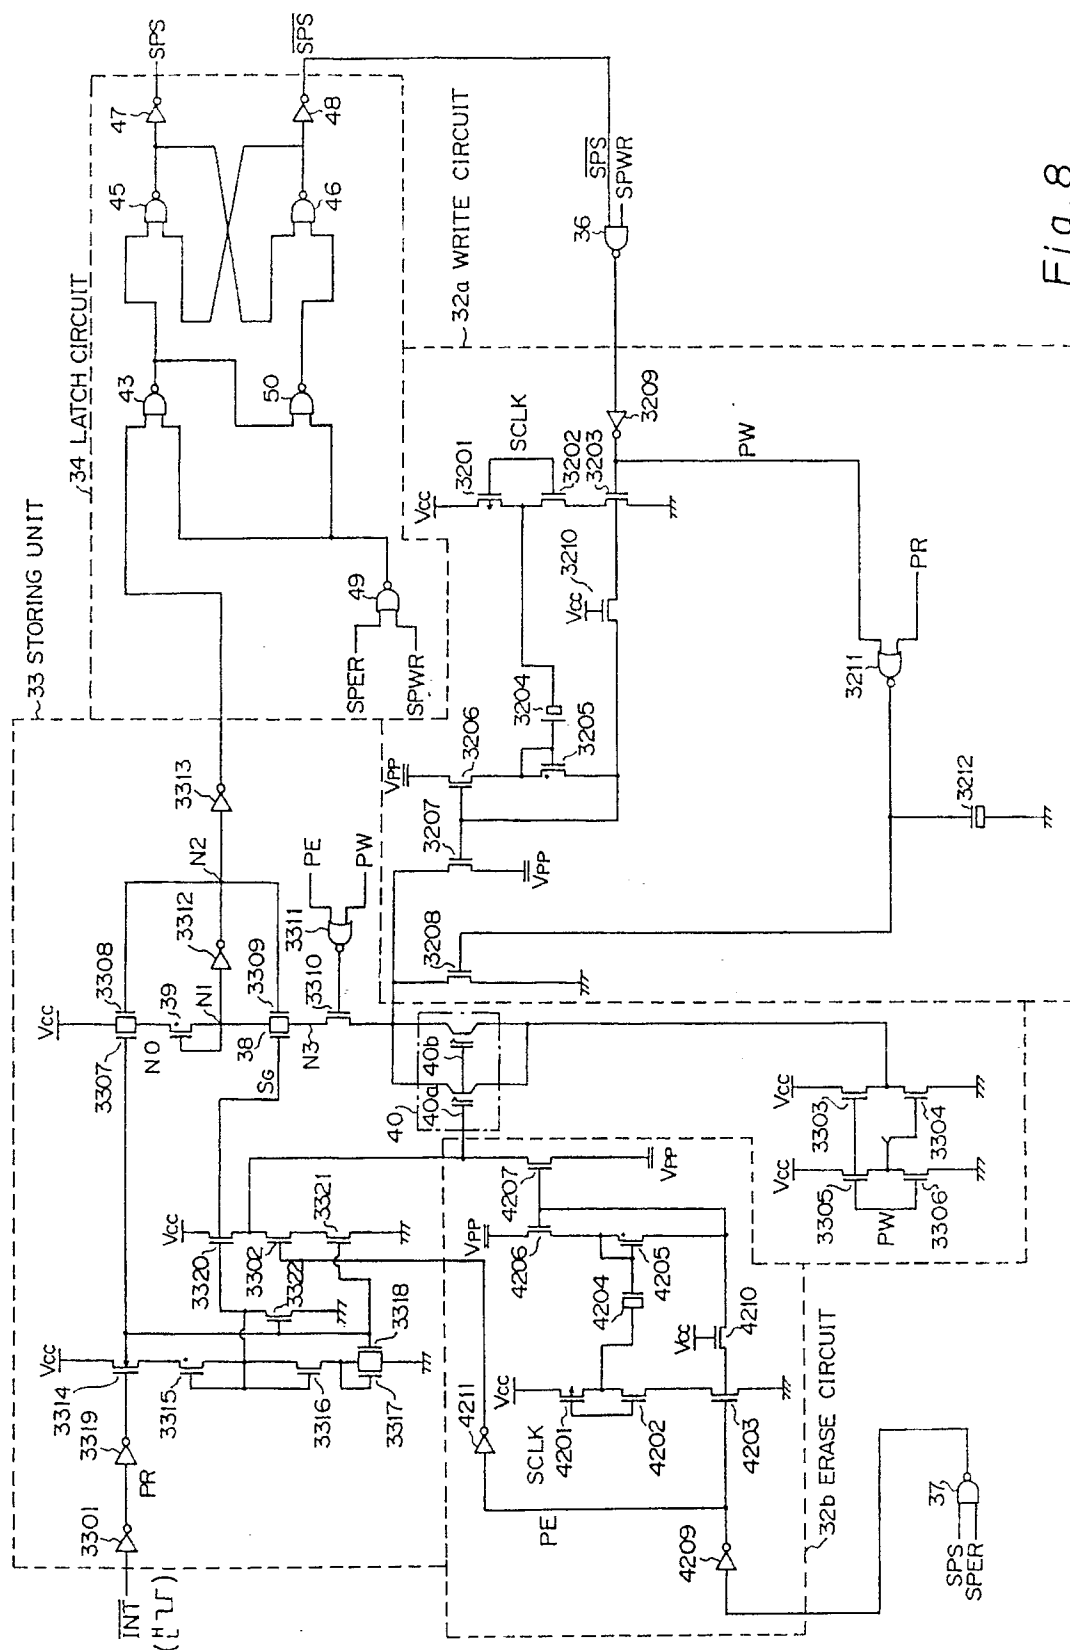 33 STORING UNIT
34 LATCH CIRCUIT
32a WRITE CIRCUIT
32b ERASE CIRCUIT
Vcc
3307
3308
N0
39
N1
3312
N2
3313
38
3309
SG
N3
3310
3311
PE
PW
40
40a
40b
INT
3301
PR
3319
3314
Vcc
3315
3316
3317
3318
3320
Vcc
3302
3322
3321
43
45
47
SPS
46
48
SPS
50
49
SPER
SPWR
36
SPS
SPWR
3209
PW
Vcc
3201
SCLK
3202
3203
3210
Vcc
3204
3205
3206
VPP
3207
VPP
3208
3211
PR
3212
4211
PE
4209
Vcc
SCLK
4201
4202
4203
4204
4205
4206
VPP
4207
VPP
Vcc
4210
37
SPS
SPER
Vcc
3303
3304
Vcc
3305
3306
PW
Fig. 8